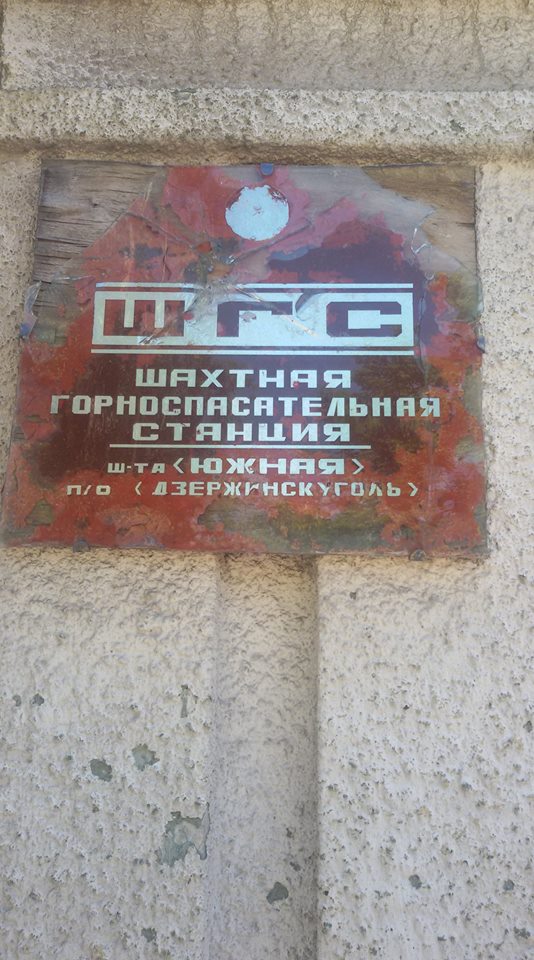 ШГС
ШАХТНАЯ
ГОРНОСПАСАТЕЛЬНАЯ
СТАНЦИЯ
Ш-ТА <ЮЖНАЯ>
П/О <ДЗЕРЖИНСКУГОЛЬ>